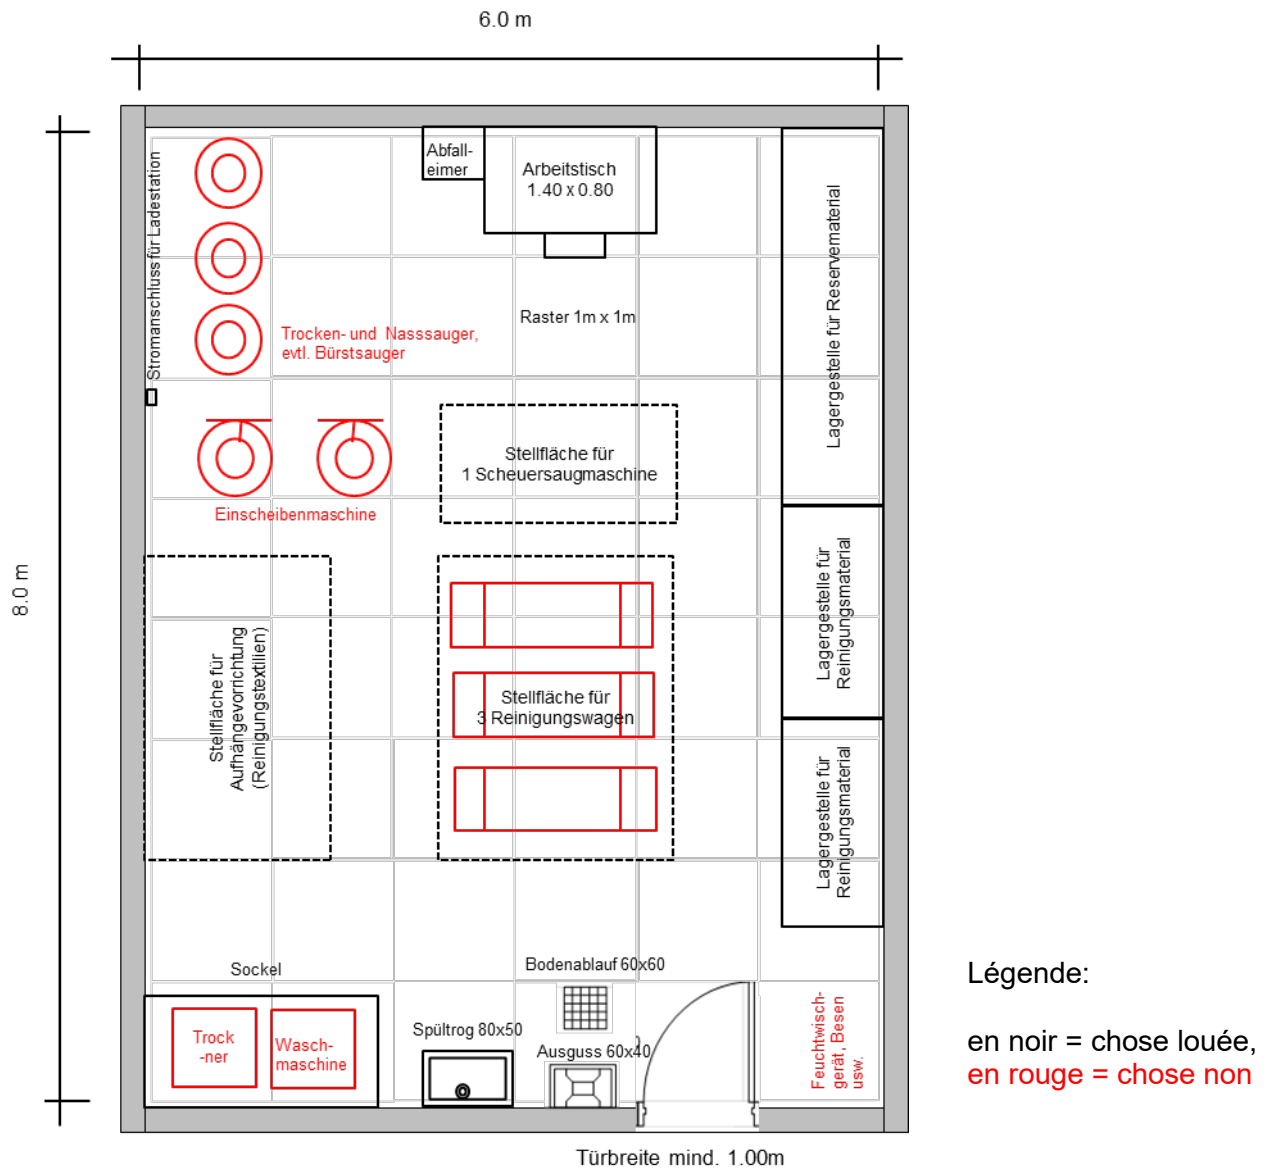 6.0 m
8.0 m
Stromanschluss für Ladestation
Abfall-
eimer
Arbeitstisch
1.40 x 0.80
Lagergestelle für Reservematerial
Raster 1m x 1m
Trocken- und Nasssauger,
evtl. Bürstsauger
Stellfläche für
1 Scheuersaugmaschine
Einscheibenmaschine
Lagergestelle für
Reinigungsmaterial
Stellfläche für
Aufhängevorrichtung
(Reinigungstextilien)
Stellfläche für
3 Reinigungswagen
Lagergestelle für
Reinigungsmaterial
Sockel
Bodenablauf 60x60
Trock
-ner
Wasch-
maschine
Spültrog 80x50
Ausguss 60x40
Feuchtwisch-
gerät, Besen
usw.
Türbreite mind. 1.00m
Légende:
en noir = chose louée,
en rouge = chose non